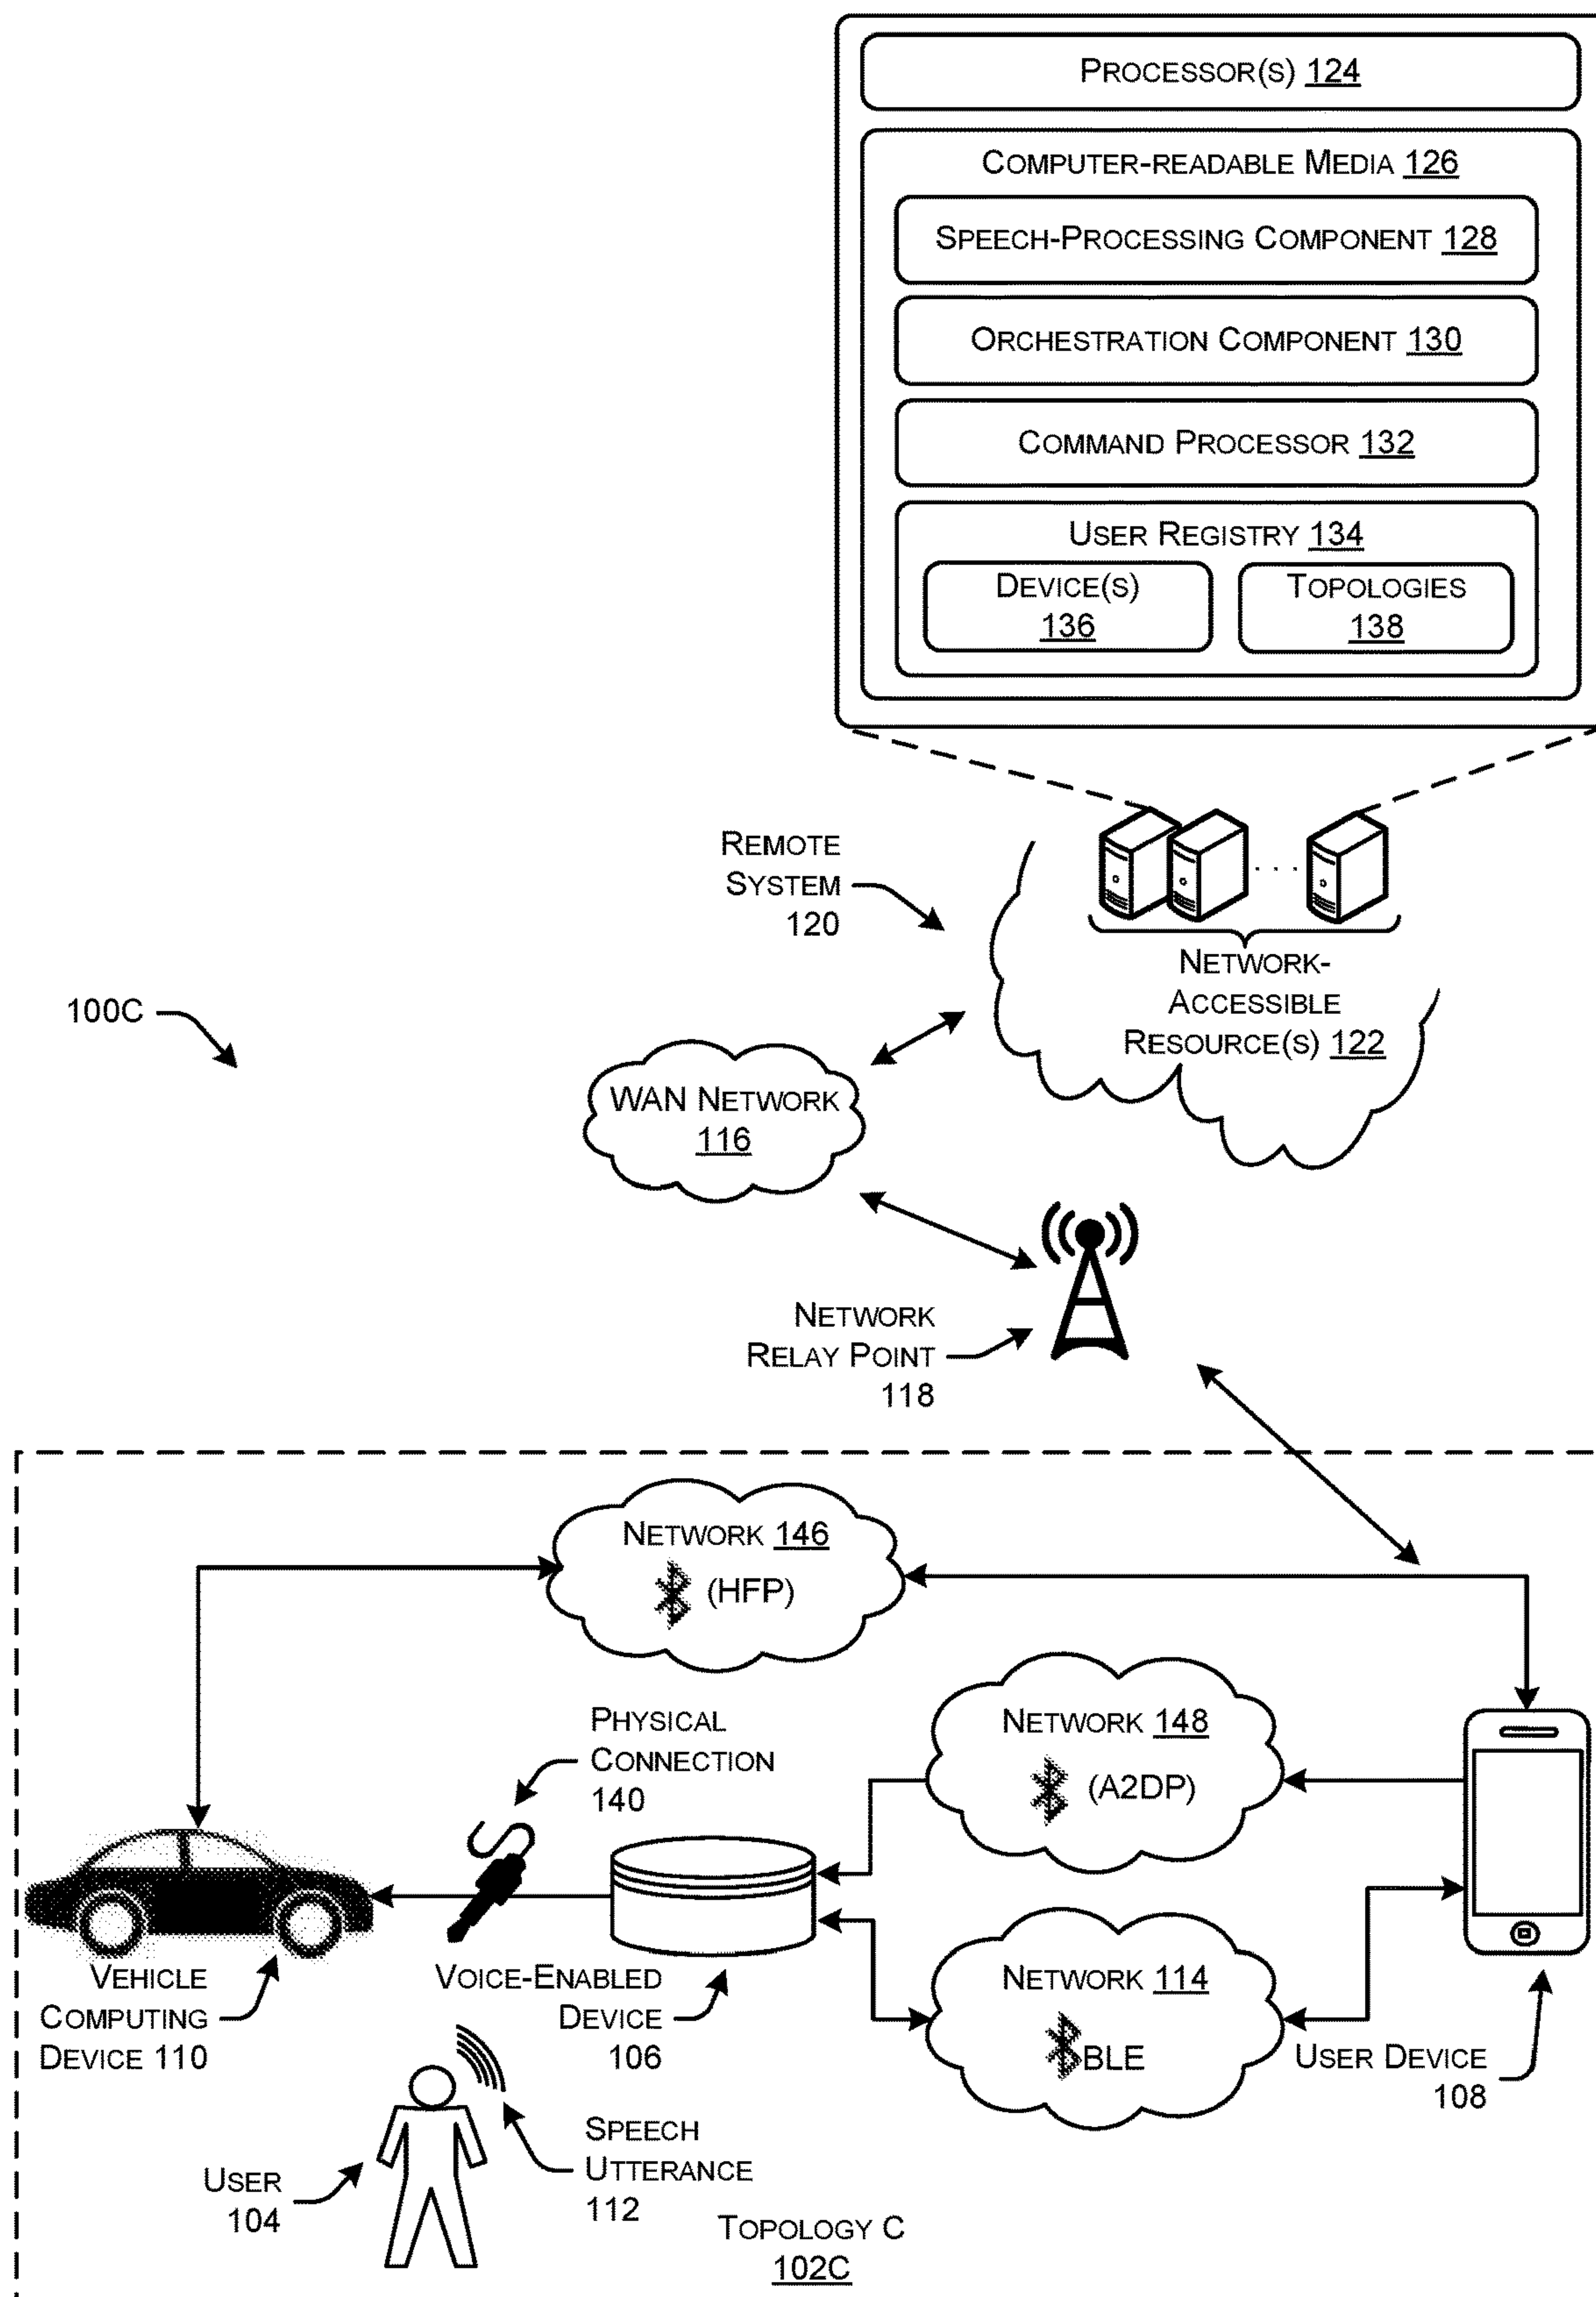 PROCESSOR(S) 124
COMPUTER-READABLE MEDIA 126
SPEECH-PROCESSING COMPONENT 128
ORCHESTRATION COMPONENT 130
COMMAND PROCESSOR 132
USER REGISTRY 134
DEVICE(S)
136
TOPOLOGIES
138
REMOTE
SYSTEM
120
NETWORK-
ACCESSIBLE
RESOURCE(S) 122
100C
WAN NETWORK
116
NETWORK
RELAY POINT
118
NETWORK 146
(HFP)
PHYSICAL
CONNECTION
140
NETWORK 148
(A2DP)
VEHICLE
COMPUTING
DEVICE 110
VOICE-ENABLED
DEVICE
106
NETWORK 114
BLE
USER DEVICE
108
SPEECH
UTTERANCE
112
USER
104
TOPOLOGY C
102C